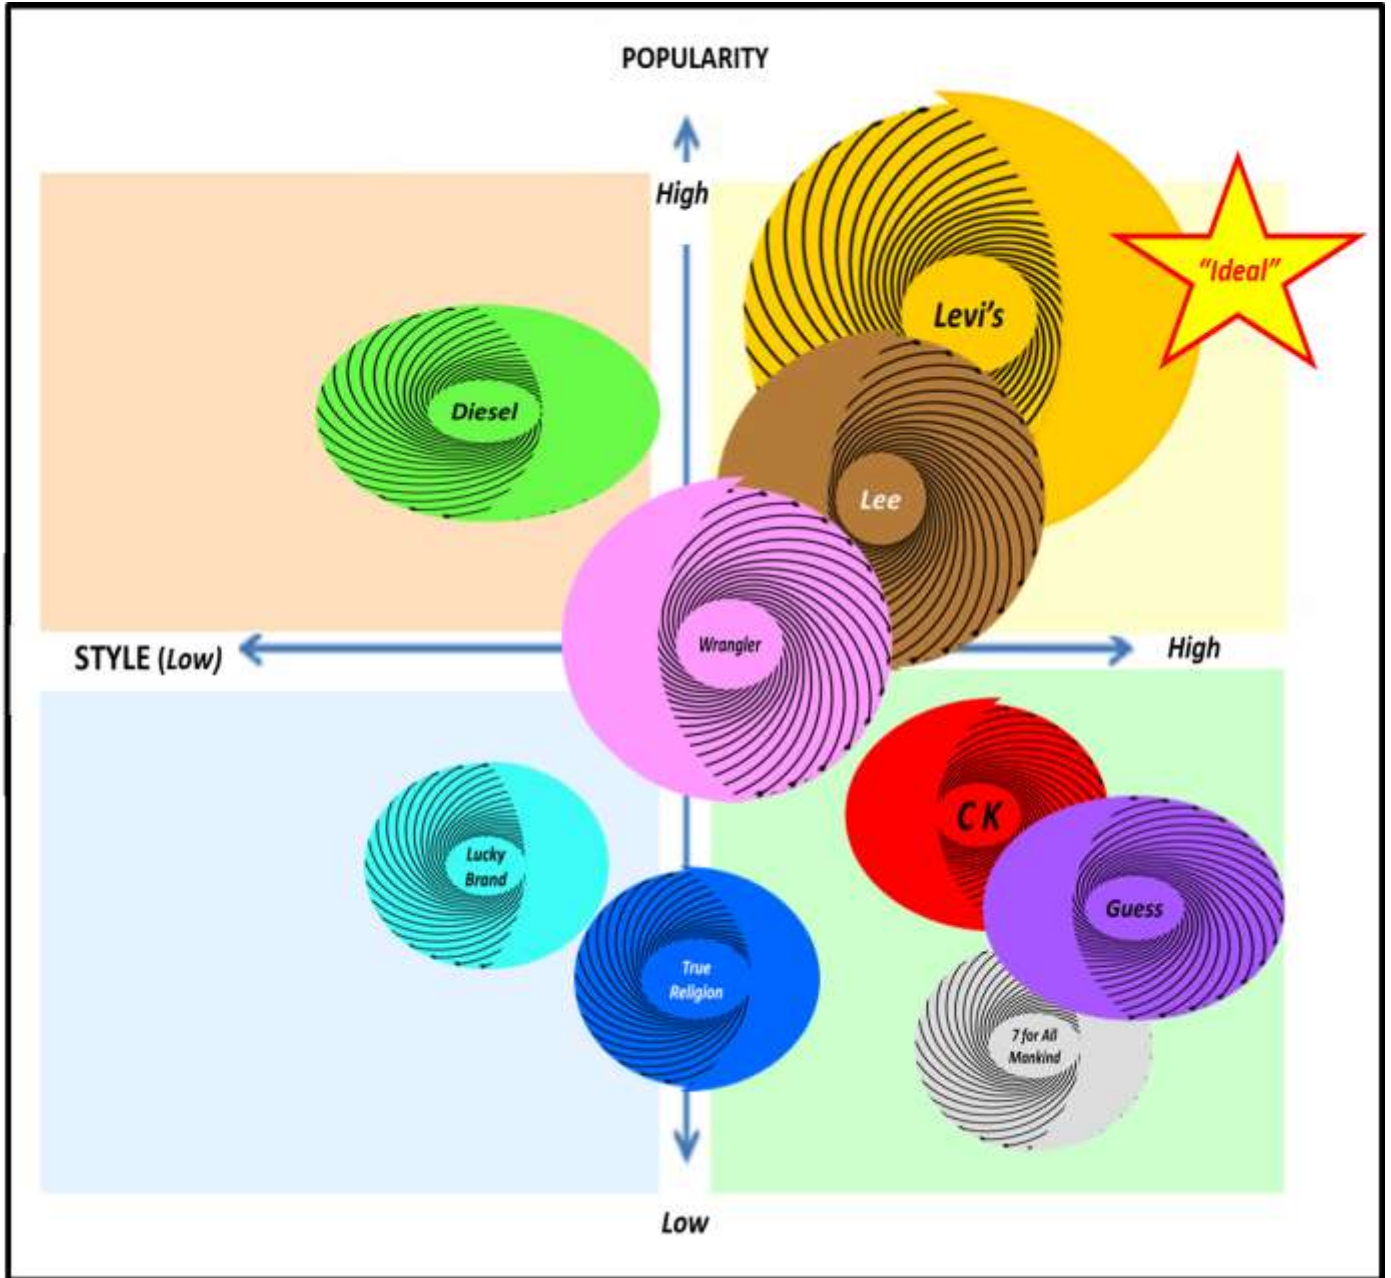 POPULARITY
High
“Ideal”
Levi’s
Diesel
Lee
Wrangler
STYLE (Low)
High
C K
Lucky
Brand
Guess
True
Religion
7 for All
Mankind
Low